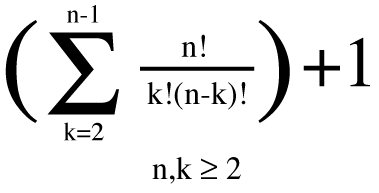 n-1
( ∑ n! / k!(n-k)! ) +1
k=2
n,k ≥ 2